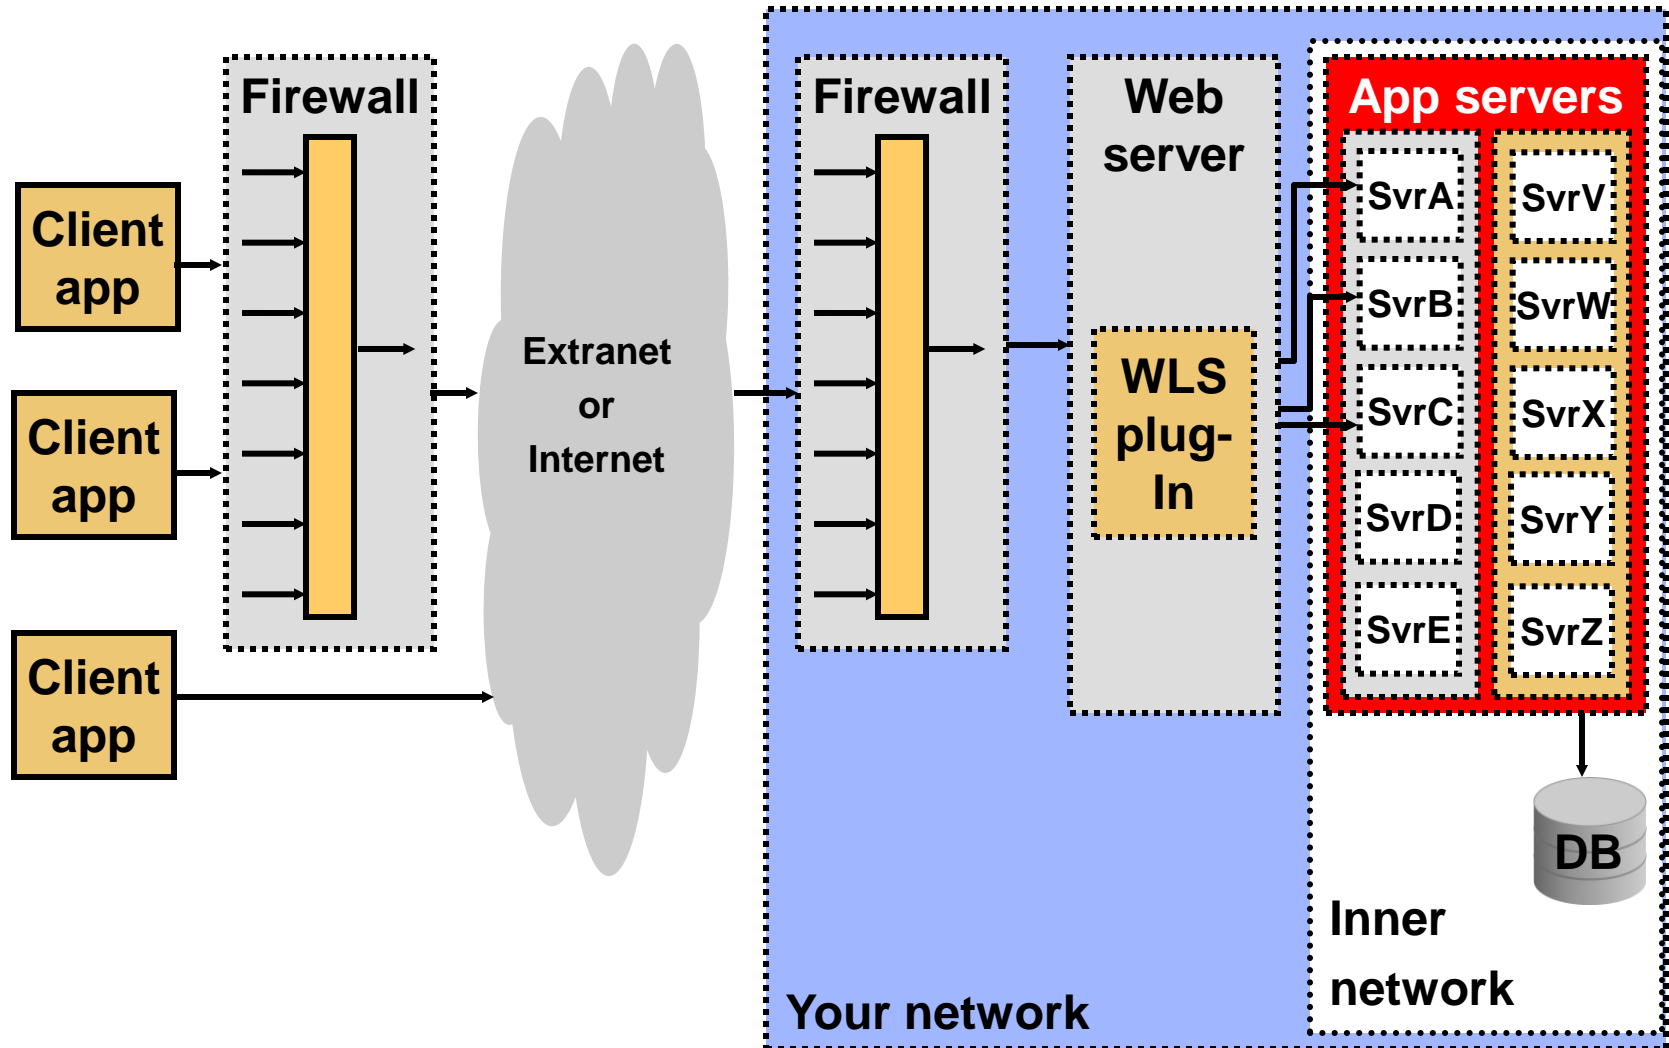 Client
app
Client
app
Client
app
Firewall
Extranet
or
Internet
Firewall
Web
server
WLS
plug-
In
App servers
SvrA
SvrB
SvrC
SvrD
SvrE
SvrV
SvrW
SvrX
SvrY
SvrZ
DB
Inner
network
Your network